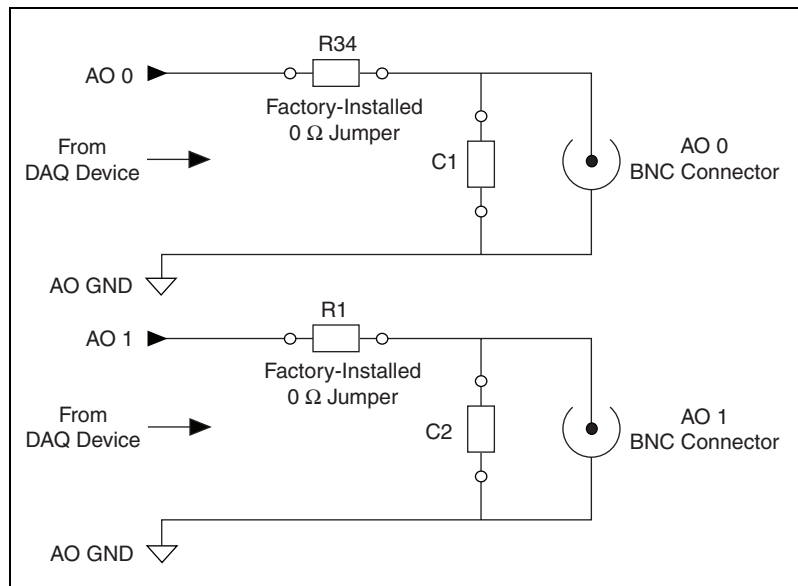 R34
AO 0
Factory-Installed
0 Ω Jumper
From
DAQ Device
C1
AO 0
BNC Connector
AO GND
R1
AO 1
Factory-Installed
0 Ω Jumper
From
DAQ Device
C2
AO 1
BNC Connector
AO GND